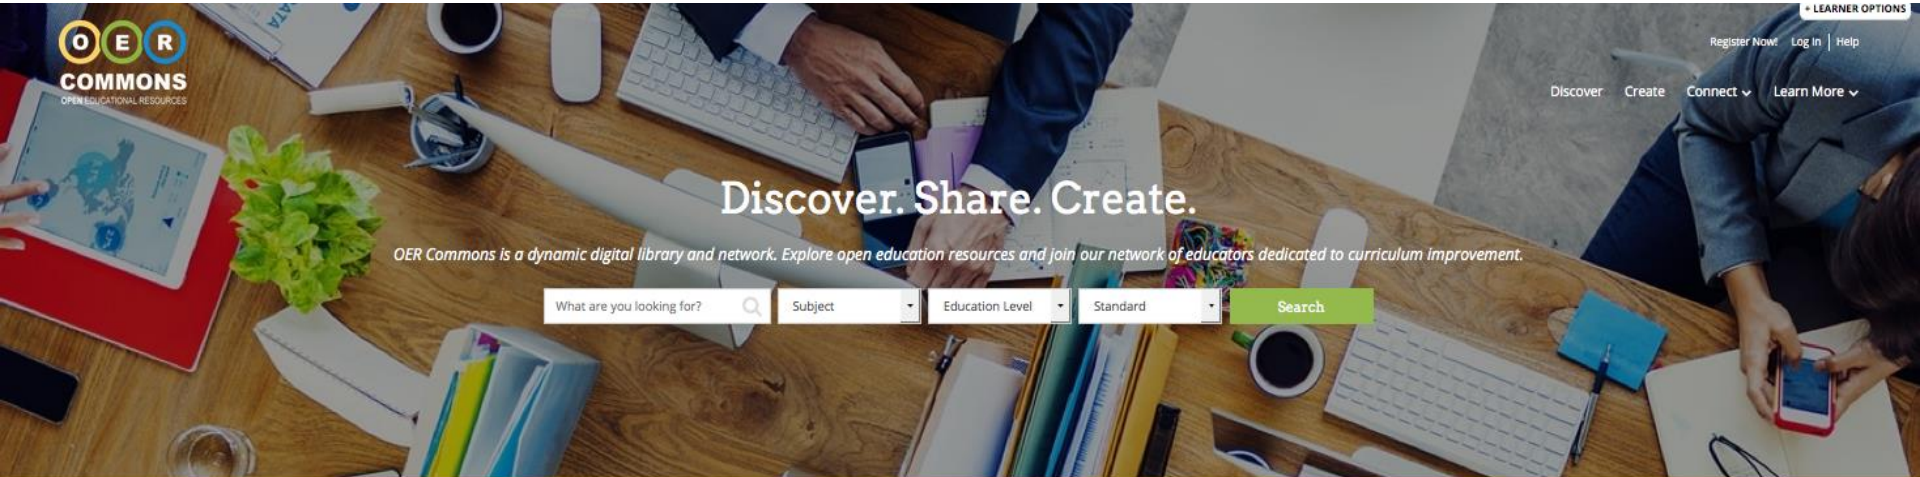 + LEARNER OPTIONS
OER
COMMONS
OPEN EDUCATIONAL RESOURCES
Register Now! Log In | Help
Discover Create Connect Learn More
DATA
Discover. Share. Create.
OER Commons is a dynamic digital library and network. Explore open education resources and join our network of educators dedicated to curriculum improvement.
What are you looking for? Subject Education Level Standard Search